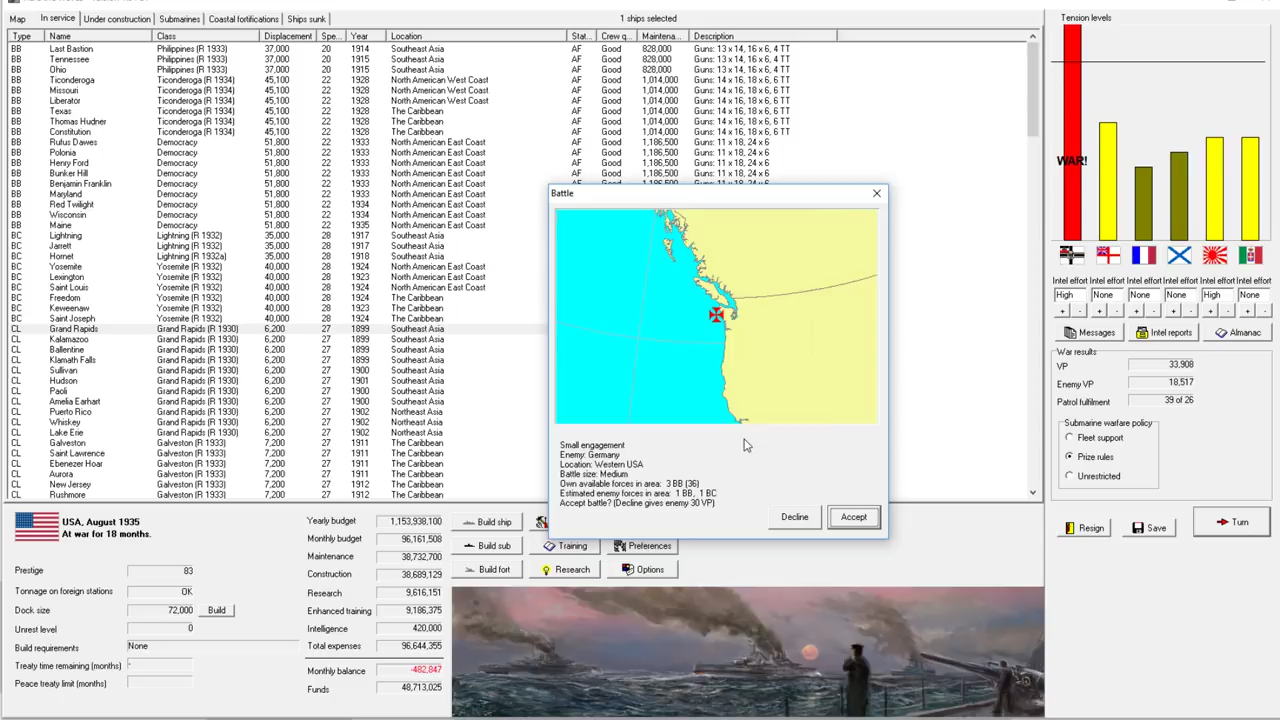 Map In service Under construction Submarines Coastal fortifications Ships sunk 1 ships selected
Type Name Class Displacement Spe... Year Location Stat... Crew q... Maintena... Description
BB Last Bastion Philippines (R 1933) 37,000 20 1914 Southeast Asia AF Good 828,000 Guns: 13 x 14, 16 x 6, 4 TT
BB Tennessee Philippines (R 1933) 37,000 20 1915 Southeast Asia AF Good 828,000 Guns: 13 x 14, 16 x 6, 4 TT
BB Ohio Philippines (R 1933) 37,000 20 1915 Southeast Asia AF Good 828,000 Guns: 13 x 14, 16 x 6, 4 TT
BB Ticonderoga Ticonderoga (R 1934) 45,100 22 1928 North American West Coast AF Good 1,014,000 Guns: 14 x 16, 18 x 6, 6 TT
BB Missouri Ticonderoga (R 1934) 45,100 22 1928 North American West Coast AF Good 1,014,000 Guns: 14 x 16, 18 x 6, 6 TT
BB Liberator Ticonderoga (R 1934) 45,100 22 1928 North American West Coast AF Good 1,014,000 Guns: 14 x 16, 18 x 6, 6 TT
BB Texas Ticonderoga (R 1934) 45,100 22 1928 The Caribbean AF Good 1,014,000 Guns: 14 x 16, 18 x 6, 6 TT
BB Thomas Hudner Ticonderoga (R 1934) 45,100 22 1928 The Caribbean AF Good 1,014,000 Guns: 14 x 16, 18 x 6, 6 TT
BB Constitution Ticonderoga (R 1934) 45,100 22 1928 The Caribbean AF Good 1,014,000 Guns: 14 x 16, 18 x 6, 6 TT
BB Rufus Dawes Democracy 51,800 22 1933 North American East Coast AF Good 1,186,500 Guns: 11 x 18, 24 x 6
BB Polonia Democracy 51,800 22 1933 North American East Coast AF Good 1,186,500 Guns: 11 x 18, 24 x 6
BB Henry Ford Democracy 51,800 22 1933 North American East Coast AF Good 1,186,500 Guns: 11 x 18, 24 x 6
BB Bunker Hill Democracy 51,800 22 1933 North American East Coast AF Good 1,186,500 Guns: 11 x 18, 24 x 6
BB Benjamin Franklin Democracy 51,800 22 1933 North American East Coast
BB Maryland Democracy 51,800 22 1933 North American East Coast
BB Red Twilight Democracy 51,800 22 1934 North American East Coast
BB Wisconsin Democracy 51,800 22 1934 North American East Coast
BB Maine Democracy 51,800 22 1935 North American East Coast
BC Lightning Lightning (R 1932) 35,000 28 1917 Southeast Asia
BC Jarrett Lightning (R 1932) 35,000 28 1917 Southeast Asia
BC Hornet Lightning (R 1932a) 35,000 28 1918 Southeast Asia
BC Yosemite Yosemite (R 1932) 40,000 28 1924 North American East Coast
BC Lexington Yosemite (R 1932) 40,000 28 1923 North American East Coast
BC Saint Louis Yosemite (R 1932) 40,000 28 1924 North American East Coast
BC Freedom Yosemite (R 1932) 40,000 28 1924 The Caribbean
BC Keweenaw Yosemite (R 1932) 40,000 28 1923 The Caribbean
BC Saint Joseph Yosemite (R 1932) 40,000 28 1924 The Caribbean
CL Grand Rapids Grand Rapids (R 1930) 6,200 27 1899 Southeast Asia
CL Kalamazoo Grand Rapids (R 1930) 6,200 27 1899 Southeast Asia
CL Ballentine Grand Rapids (R 1930) 6,200 27 1899 Southeast Asia
CL Klamath Falls Grand Rapids (R 1930) 6,200 27 1899 Southeast Asia
CL Sullivan Grand Rapids (R 1930) 6,200 27 1900 Southeast Asia
CL Hudson Grand Rapids (R 1930) 6,200 27 1901 Southeast Asia
CL Paoli Grand Rapids (R 1930) 6,200 27 1900 Southeast Asia
CL Amelia Earhart Grand Rapids (R 1930) 6,200 27 1900 Southeast Asia
CL Puerto Rico Grand Rapids (R 1930) 6,200 27 1902 Northeast Asia
CL Whiskey Grand Rapids (R 1930) 6,200 27 1902 Northeast Asia
CL Lake Erie Grand Rapids (R 1930) 6,200 27 1902 Northeast Asia
CL Galveston Galveston (R 1933) 7,200 27 1911 The Caribbean
CL Saint Lawrence Galveston (R 1933) 7,200 27 1911 The Caribbean
CL Ebenezer Hoar Galveston (R 1933) 7,200 27 1911 The Caribbean
CL Aurora Galveston (R 1933) 7,200 27 1911 The Caribbean
CL New Jersey Galveston (R 1933) 7,200 27 1912 The Caribbean
CL Rushmore Galveston (R 1933) 7,200 27 1912 The Caribbean
Battle
Small engagement
Enemy: Germany
Location: Western USA
Battle size: Medium
Own available forces in area: 3 BB (36)
Estimated enemy forces in area: 1 BB, 1 BC
Accept battle? (Decline gives enemy 30 VP)
Decline Accept
Tension levels
WAR!
Intel effort Intel effort Intel effort Intel effort Intel effort Intel effort
High None None None High None
+ - + - + - + - + - + -
Messages Intel reports Almanac
War results
VP 33,908
Enemy VP 18,517
Patrol fulfilment 39 of 26
Submarine warfare policy
Fleet support
Prize rules
Unrestricted
Resign Save Turn
USA, August 1935
At war for 18 months.
Prestige 83
Tonnage on foreign stations OK
Dock size 72,000 Build
Unrest level 0
Build requirements None
Treaty time remaining (months) -
Peace treaty limit (months)
Yearly budget 1,153,938,100
Monthly budget 96,161,508
Maintenance 38,732,700
Construction 38,689,129
Research 9,616,151
Enhanced training 9,186,375
Intelligence 420,000
Total expenses 96,644,355
Monthly balance -482,847
Funds 48,713,025
Build ship
Build sub Training Preferences
Build fort Research Options